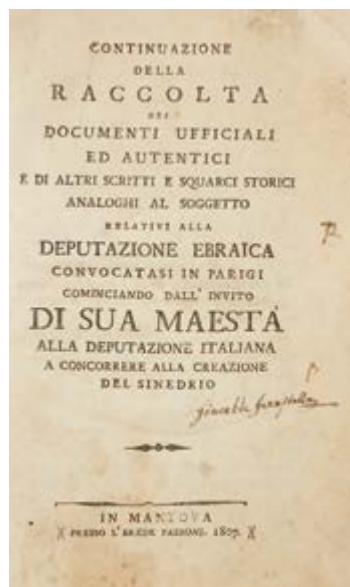 CONTINUAZIONE
DELLA
RACCOLTA
DEI
DOCUMENTI UFFICIALI
ED AUTENTICI
E DI ALTRI SCRITTI E SQUARCI STORICI
ANALOGHI AL SOGGETTO
RELATIVI ALLA
DEPUTAZIONE EBRAICA
CONVOCATASI IN PARIGI
COMINCIANDO DALL' INVITO
DI SUA MAESTÀ
ALLA DEPUTAZIONE ITALIANA
A CONCORRERE ALLA CREAZIONE
DEL SINEDRIO
IN MANTOVA
PRESSO L' EREDE PAZZONI. 1807.